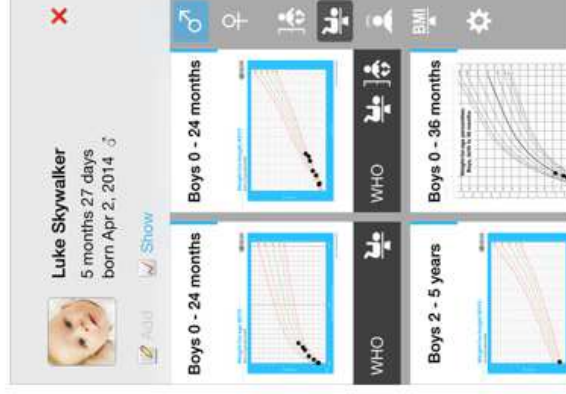 Luke Skywalker
5 months 27 days
born Apr 2, 2014 ♂
Add
Show
Boys 0 - 24 months
WHO
Boys 0 - 24 months
WHO
Boys 2 - 5 years
Boys 0 - 36 months
BMI